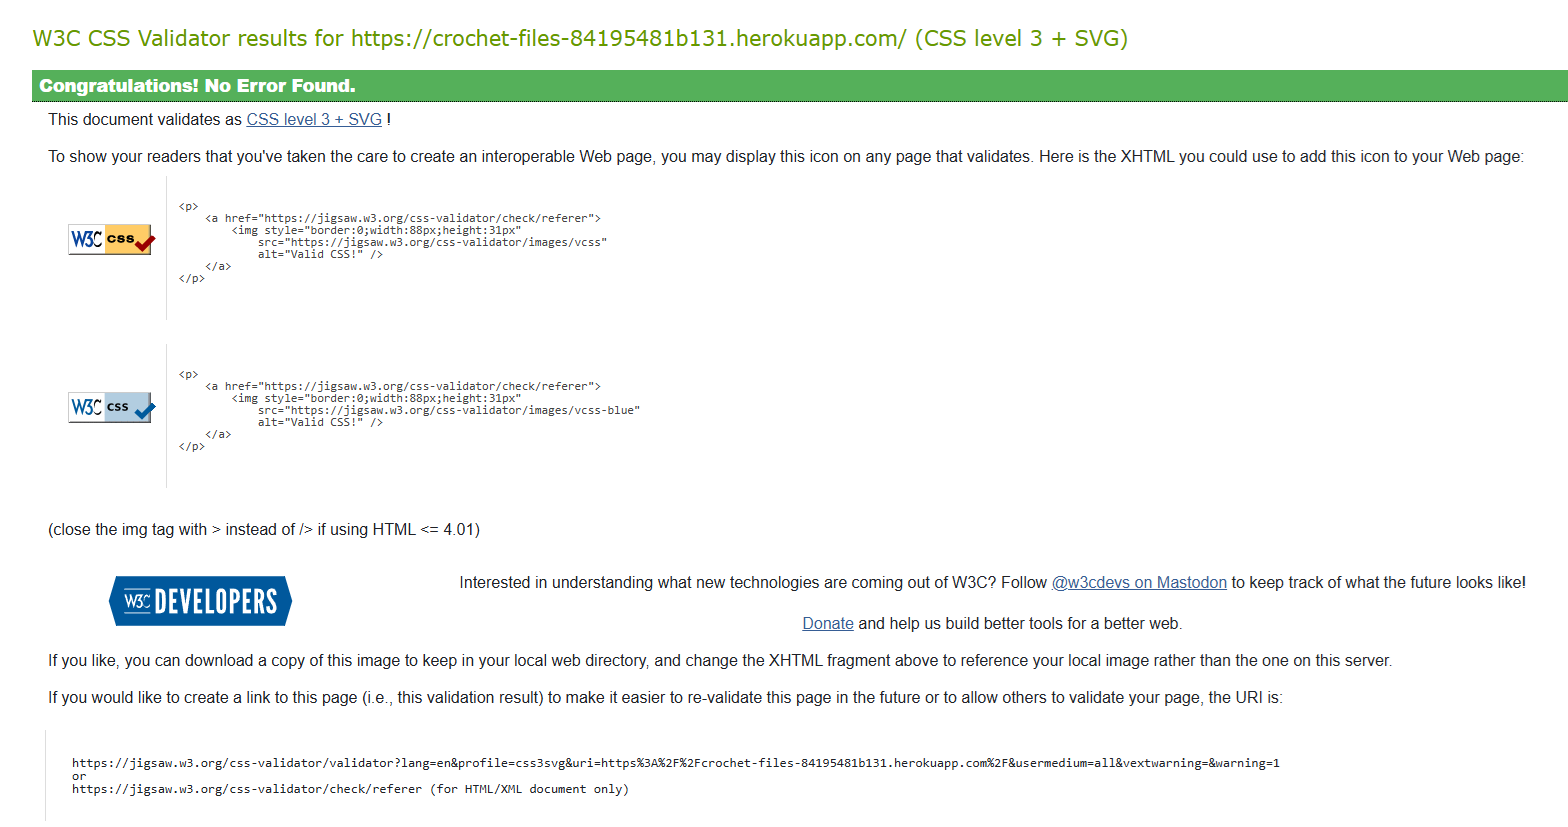 W3C CSS Validator results for https://crochet-files-84195481b131.herokuapp.com/ (CSS level 3 + SVG)
Congratulations! No Error Found.
This document validates as CSS level 3 + SVG !
To show your readers that you've taken the care to create an interoperable Web page, you may display this icon on any page that validates. Here is the XHTML you could use to add this icon to your Web page:
W3C css
<p>
    <a href="https://jigsaw.w3.org/css-validator/check/referer">
        <img style="border:0;width:88px;height:31px"
            src="https://jigsaw.w3.org/css-validator/images/vcss"
            alt="Valid CSS!" />
    </a>
</p>
W3C css
<p>
    <a href="https://jigsaw.w3.org/css-validator/check/referer">
        <img style="border:0;width:88px;height:31px"
            src="https://jigsaw.w3.org/css-validator/images/vcss-blue"
            alt="Valid CSS!" />
    </a>
</p>
(close the img tag with > instead of /> if using HTML <= 4.01)
W3C DEVELOPERS
Interested in understanding what new technologies are coming out of W3C? Follow @w3cdevs on Mastodon to keep track of what the future looks like!
Donate and help us build better tools for a better web.
If you like, you can download a copy of this image to keep in your local web directory, and change the XHTML fragment above to reference your local image rather than the one on this server.
If you would like to create a link to this page (i.e., this validation result) to make it easier to re-validate this page in the future or to allow others to validate your page, the URI is:
https://jigsaw.w3.org/css-validator/validator?lang=en&profile=css3svg&uri=https%3A%2F%2Fcrochet-files-84195481b131.herokuapp.com%2F&usermedium=all&vextwarning=&warning=1
or
https://jigsaw.w3.org/css-validator/check/referer (for HTML/XML document only)